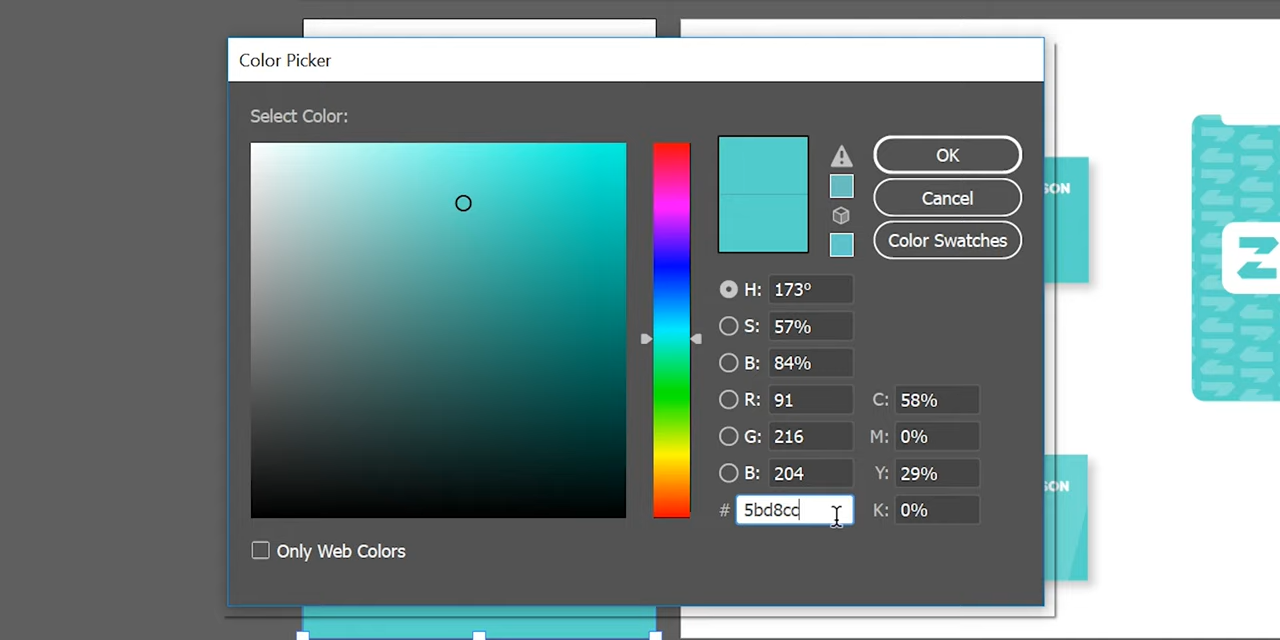 Color Picker
Select Color:
OK
Cancel
Color Swatches
H: 173º
S: 57%
B: 84%
R: 91
G: 216
B: 204
# 5bd8cc
C: 58%
M: 0%
Y: 29%
K: 0%
Only Web Colors
SON
SON
Z